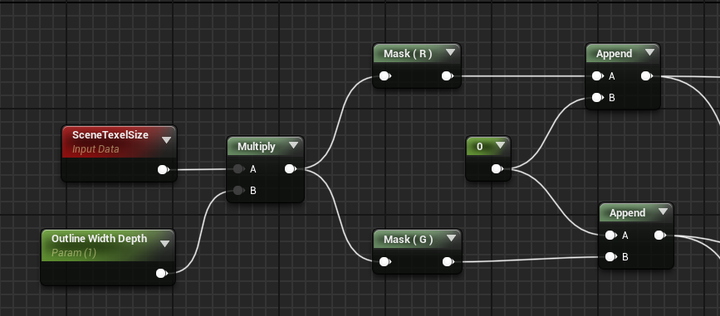 SceneTexelSize
Input Data
Outline Width Depth
Param (1)
Multiply
A
B
Mask ( R )
Mask ( G )
0
Append
A
B
Append
A
B